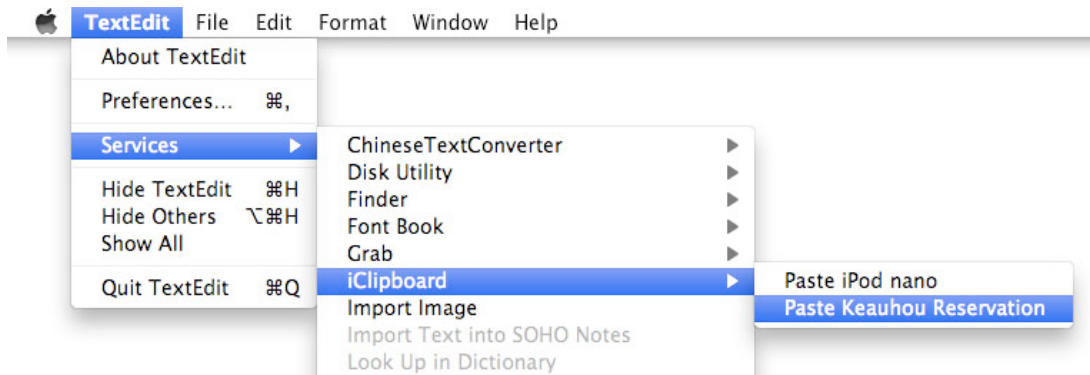 TextEdit File Edit Format Window Help
About TextEdit
Preferences... ⌘,
Services
Hide TextEdit ⌘H
Hide Others ⌥⌘H
Show All
Quit TextEdit ⌘Q
ChineseTextConverter
Disk Utility
Finder
Font Book
Grab
iClipboard
Import Image
Import Text into SOHO Notes
Look Up in Dictionary
Paste iPod nano
Paste Keauhou Reservation